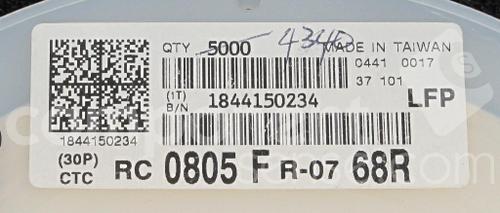 QTY 5000 4340 MADE IN TAIWAN
0441 0017
37 101
(1T)
B/N 1844150234 LFP
1844150234
(30P)
CTC RC 0805 F R-07 68R